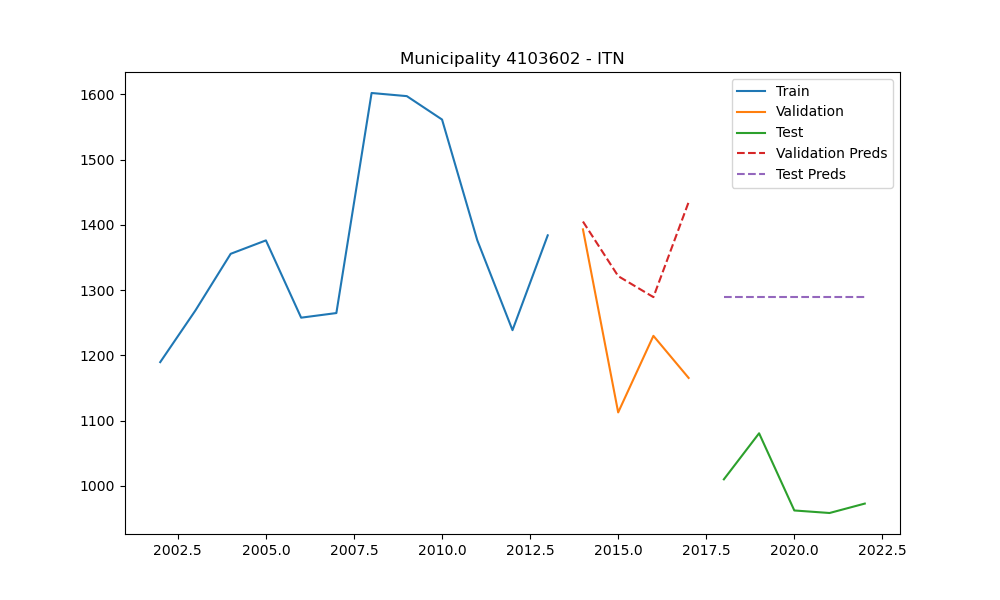 Municipality 4103602 - ITN
1600
1500
1400
1300
1200
1100
1000
Train
Validation
Test
Validation Preds
Test Preds
2002.5 2005.0 2007.5 2010.0 2012.5 2015.0 2017.5 2020.0 2022.5